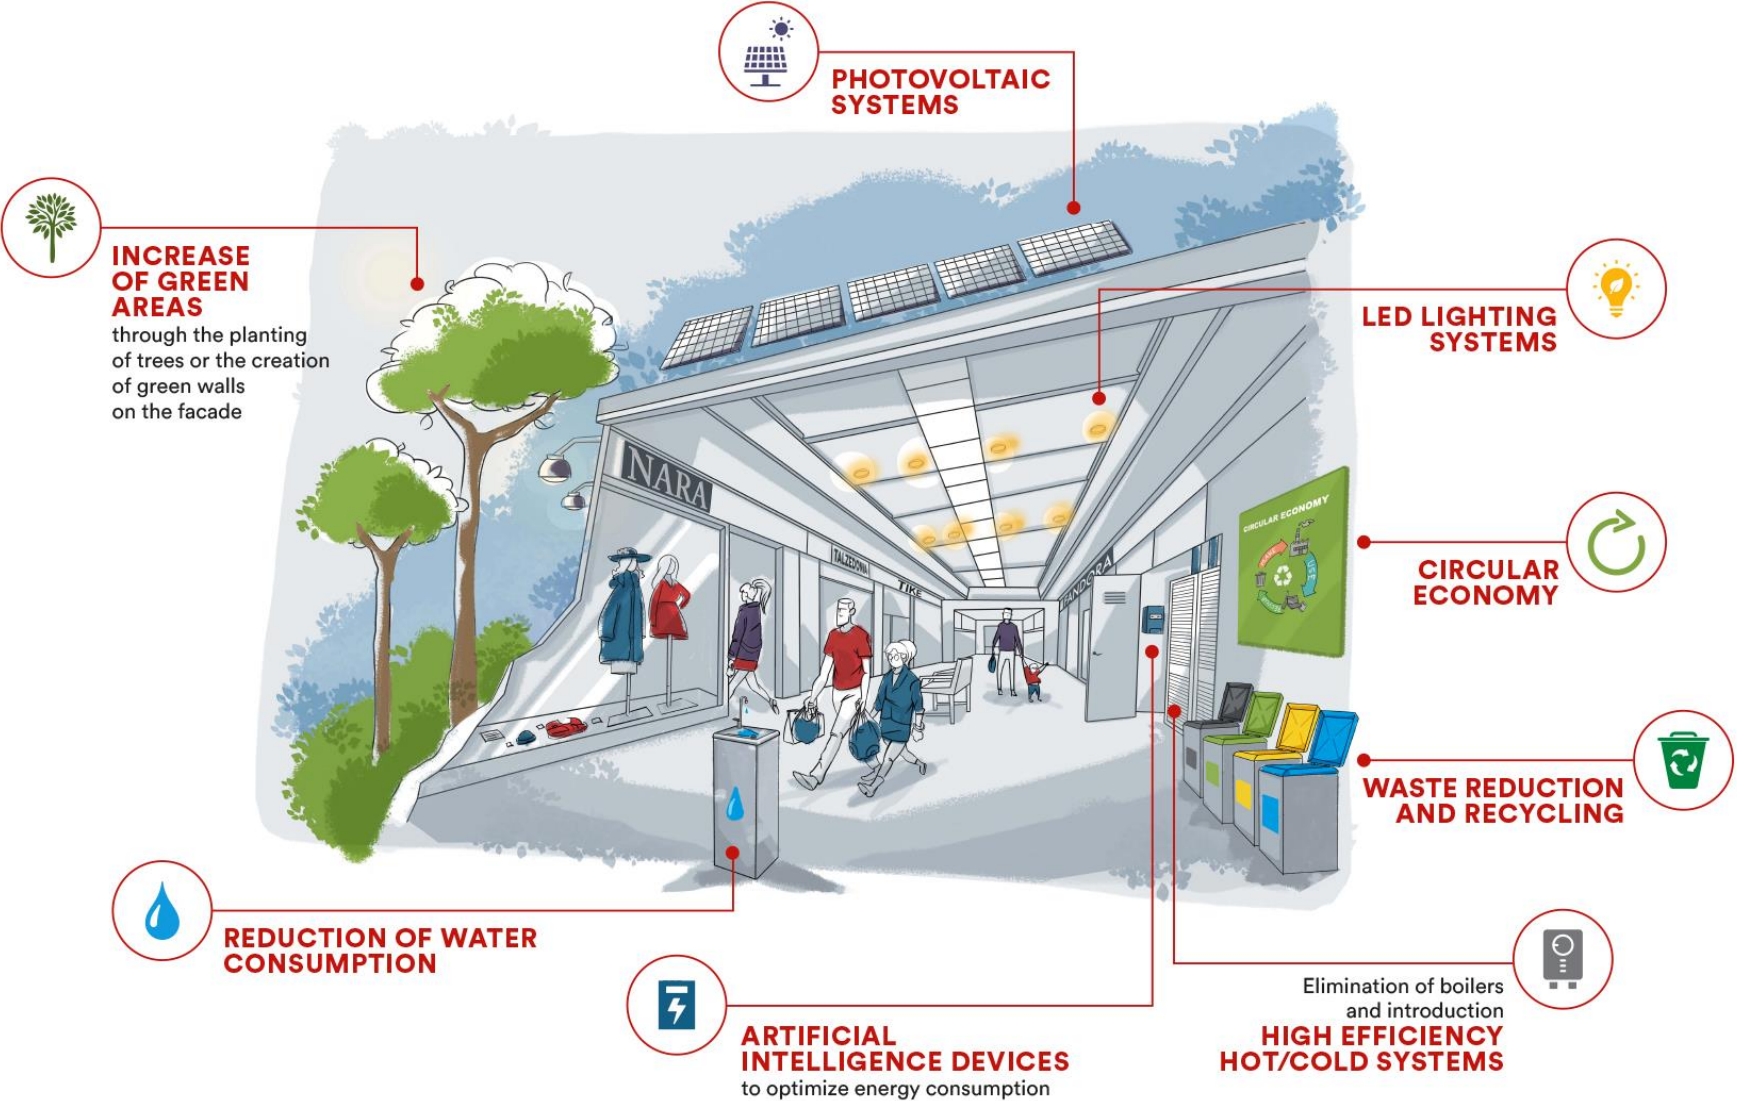 PHOTOVOLTAIC
SYSTEMS
INCREASE
OF GREEN
AREAS
through the planting
of trees or the creation
of green walls
on the facade
LED LIGHTING
SYSTEMS
NARA
TALZEDONIA
TIKE
PANDORA
CIRCULAR ECONOMY
MAKE
USE
CIRCULAR
ECONOMY
WASTE REDUCTION
AND RECYCLING
REDUCTION OF WATER
CONSUMPTION
ARTIFICIAL
INTELLIGENCE DEVICES
to optimize energy consumption
Elimination of boilers
and introduction
HIGH EFFICIENCY
HOT/COLD SYSTEMS